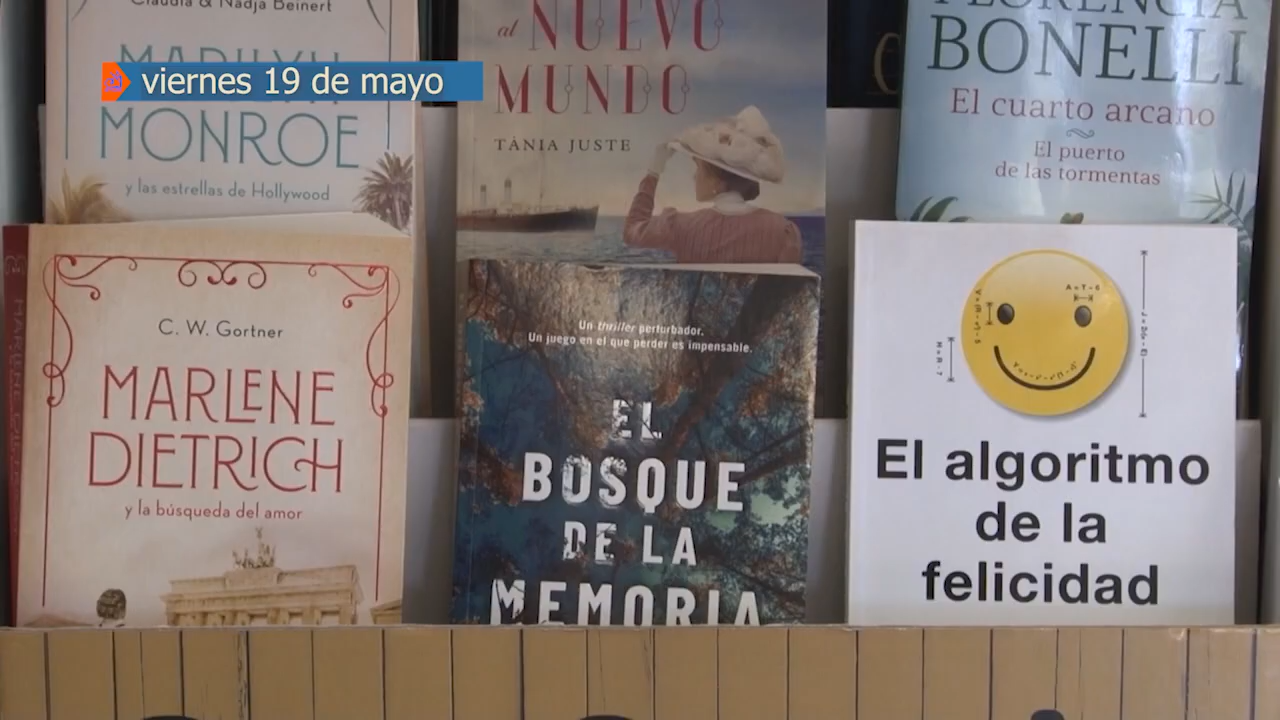 Claudia & Nadja Beinert
MARILYN
MONROE
y las estrellas de Hollywood
viernes 19 de mayo
al NUEVO
MUNDO
TÀNIA JUSTE
FLORENCIA
BONELLI
El cuarto arcano
El puerto
de las tormentas
C. W. Gortner
MARLENE
DIETRICH
y la búsqueda del amor
Un thriller perturbador.
Un juego en el que perder es impensable.
EL
BOSQUE
DE LA
MEMORIA
El algoritmo
de la
felicidad